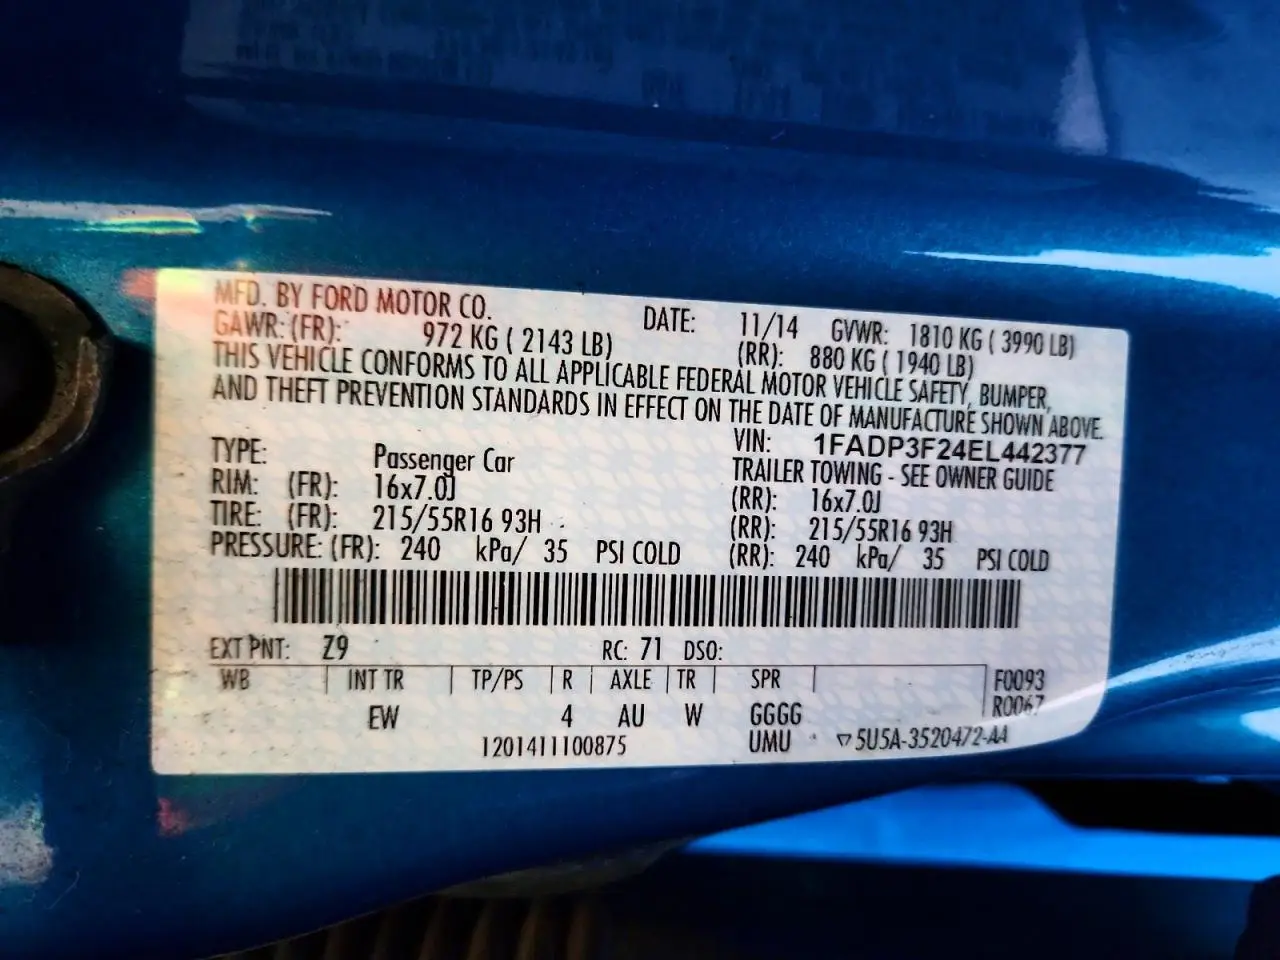 MFD. BY FORD MOTOR CO. DATE: 11/14 GVWR: 1810 KG ( 3990 LB)
GAWR: (FR): 972 KG ( 2143 LB) (RR): 880 KG ( 1940 LB)
THIS VEHICLE CONFORMS TO ALL APPLICABLE FEDERAL MOTOR VEHICLE SAFETY, BUMPER,
AND THEFT PREVENTION STANDARDS IN EFFECT ON THE DATE OF MANUFACTURE SHOWN ABOVE.
VIN: 1FADP3F24EL442377
TYPE: Passenger Car TRAILER TOWING - SEE OWNER GUIDE
RIM: (FR): 16x7.0J (RR): 16x7.0J
TIRE: (FR): 215/55R16 93H (RR): 215/55R16 93H
PRESSURE: (FR): 240 kPa/ 35 PSI COLD (RR): 240 kPa/ 35 PSI COLD
EXT PNT: Z9 RC: 71 DSO:
WB INT TR TP/PS R AXLE TR SPR F0093
R0067
EW 4 AU W GGGG
1201411100875 UMU ▽5U5A-3520472-AA